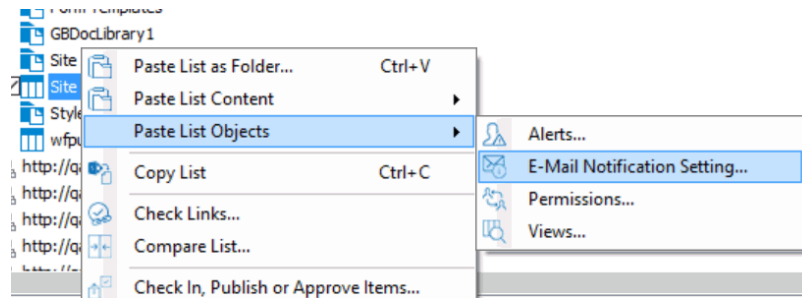 Form Templates
GBDocLibrary1
Site
Paste List as Folder... Ctrl+V
Site
Paste List Content
Style
Paste List Objects
Alerts...
wfpu
http://q
Copy List Ctrl+C
E-Mail Notification Setting...
http://q
Permissions...
http://q
Check Links...
Views...
http://q
Compare List...
Check In, Publish or Approve Items...